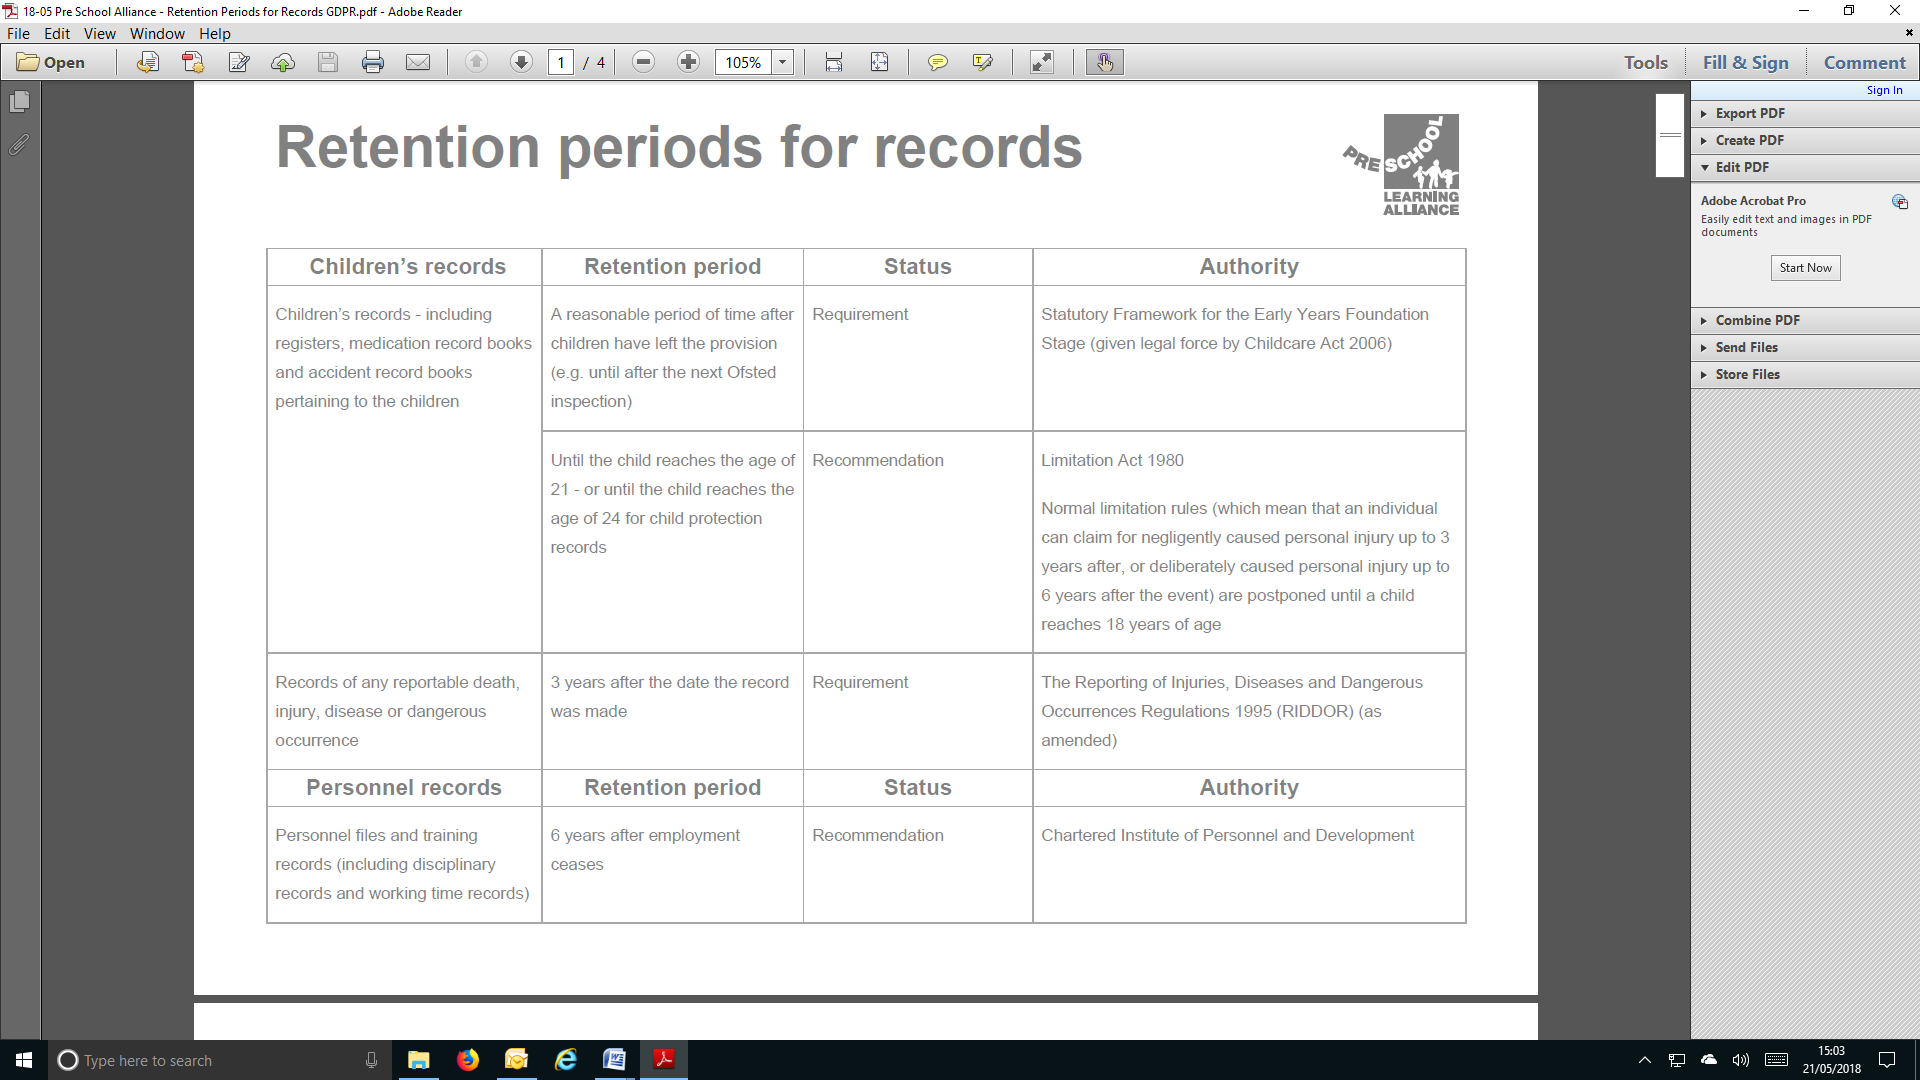 18-05 Pre School Alliance - Retention Periods for Records GDPR.pdf - Adobe Reader
File Edit View Window Help
Open 1 / 4 105% Tools Fill & Sign Comment
Sign In
Export PDF
Create PDF
Edit PDF
Adobe Acrobat Pro
Easily edit text and images in PDF
documents
Start Now
Combine PDF
Send Files
Store Files
Retention periods for records
PRE SCHOOL
LEARNING
ALLIANCE
Children’s records Retention period Status Authority
Children’s records - including
registers, medication record books
and accident record books
pertaining to the children
A reasonable period of time after
children have left the provision
(e.g. until after the next Ofsted
inspection)
Requirement
Statutory Framework for the Early Years Foundation
Stage (given legal force by Childcare Act 2006)
Until the child reaches the age of
21 - or until the child reaches the
age of 24 for child protection
records
Recommendation
Limitation Act 1980
Normal limitation rules (which mean that an individual
can claim for negligently caused personal injury up to 3
years after, or deliberately caused personal injury up to
6 years after the event) are postponed until a child
reaches 18 years of age
Records of any reportable death,
injury, disease or dangerous
occurrence
3 years after the date the record
was made
Requirement
The Reporting of Injuries, Diseases and Dangerous
Occurrences Regulations 1995 (RIDDOR) (as
amended)
Personnel records Retention period Status Authority
Personnel files and training
records (including disciplinary
records and working time records)
6 years after employment
ceases
Recommendation
Chartered Institute of Personnel and Development
Type here to search
15:03
21/05/2018